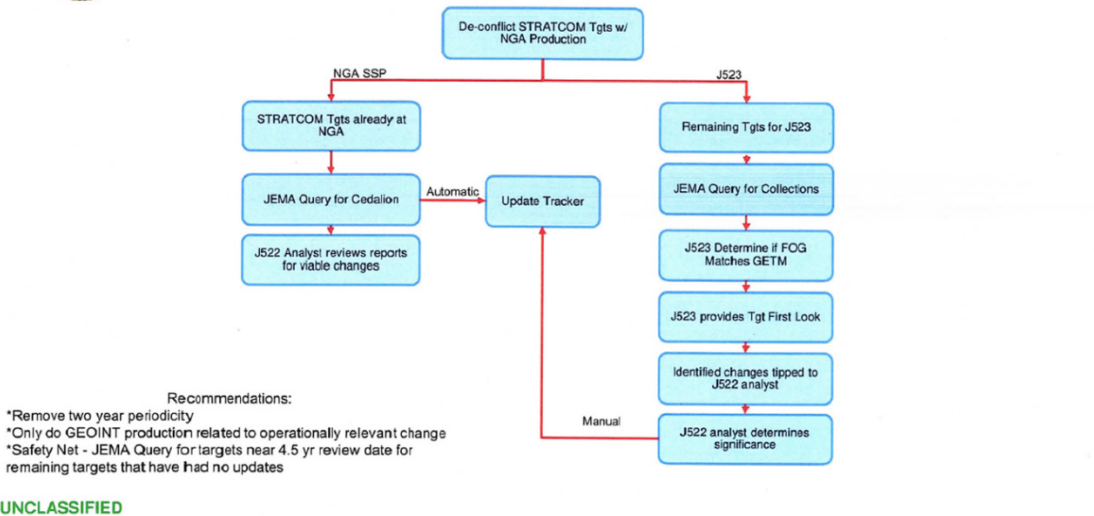 De-conflict STRATCOM Tgts w/
NGA Production
NGA SSP
J523
STRATCOM Tgts already at
NGA
Remaining Tgts for J523
JEMA Query for Cedalion
Automatic
Update Tracker
JEMA Query for Collections
J522 Analyst reviews reports
for viable changes
J523 Determine if FOG
Matches GETM
J523 provides Tgt First Look
Identified changes tipped to
J522 analyst
Manual
J522 analyst determines
significance
Recommendations:
*Remove two year periodicity
*Only do GEOINT production related to operationally relevant change
*Safety Net - JEMA Query for targets near 4.5 yr review date for
remaining targets that have had no updates
UNCLASSIFIED